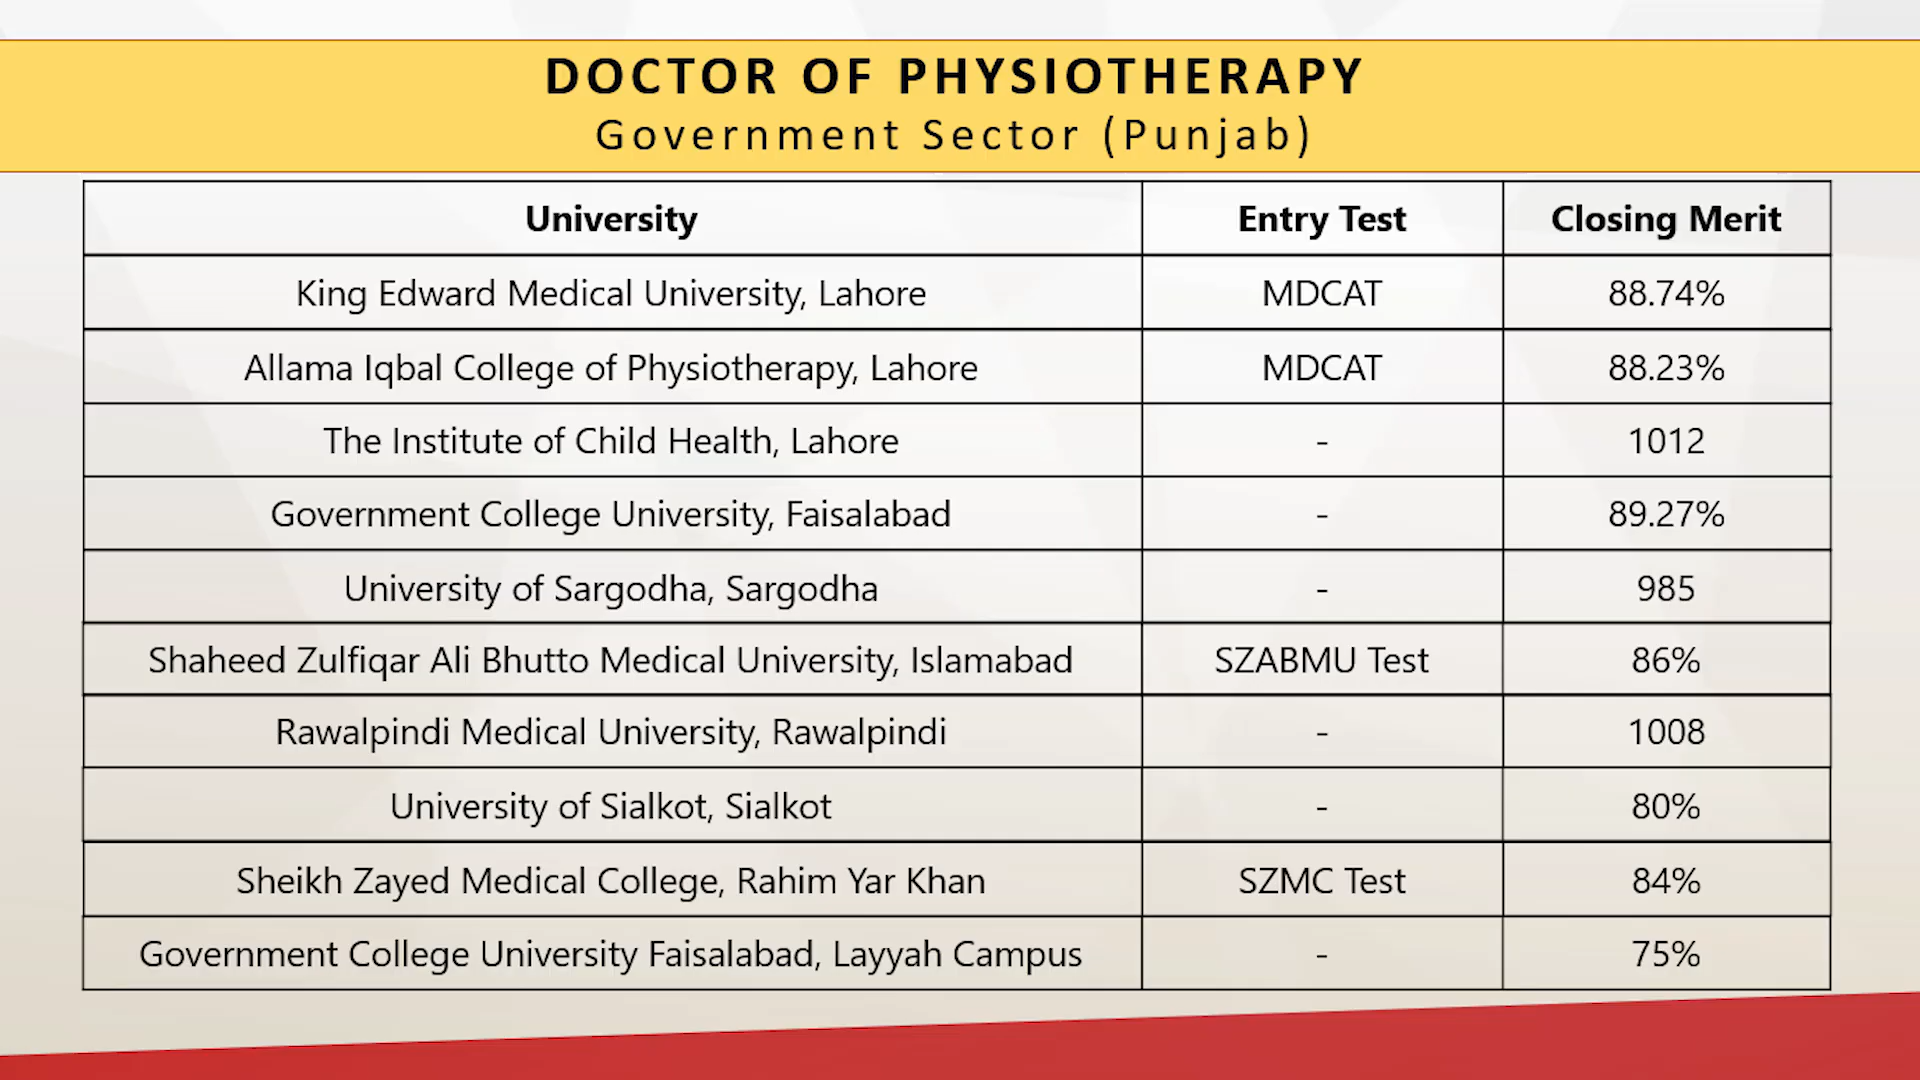 DOCTOR OF PHYSIOTHERAPY
Government Sector (Punjab)
University Entry Test Closing Merit
King Edward Medical University, Lahore MDCAT 88.74%
Allama Iqbal College of Physiotherapy, Lahore MDCAT 88.23%
The Institute of Child Health, Lahore - 1012
Government College University, Faisalabad - 89.27%
University of Sargodha, Sargodha - 985
Shaheed Zulfiqar Ali Bhutto Medical University, Islamabad SZABMU Test 86%
Rawalpindi Medical University, Rawalpindi - 1008
University of Sialkot, Sialkot - 80%
Sheikh Zayed Medical College, Rahim Yar Khan SZMC Test 84%
Government College University Faisalabad, Layyah Campus - 75%